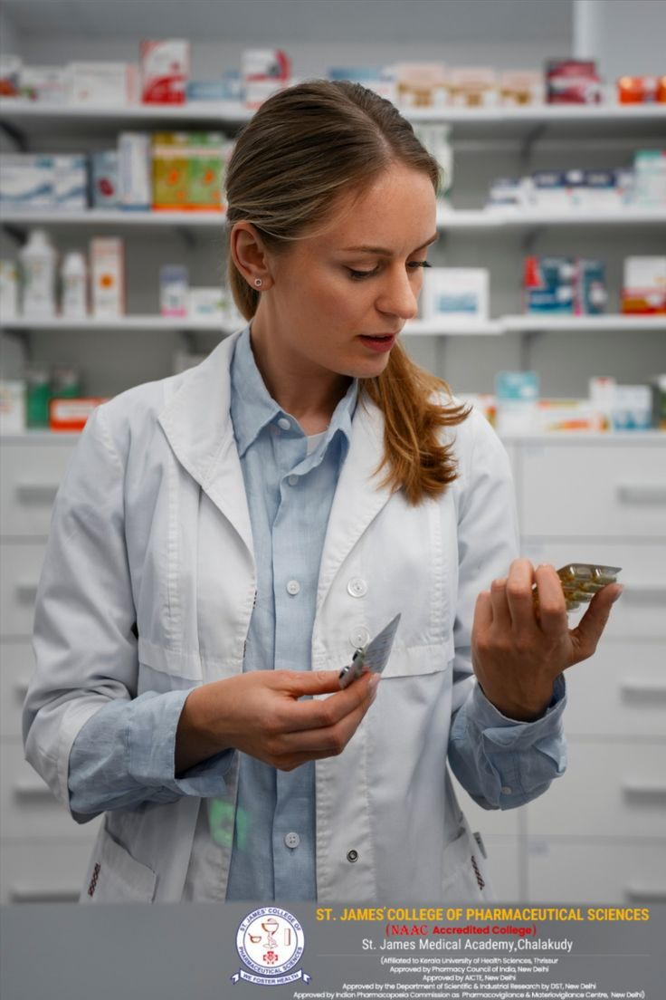 ST. JAMES' COLLEGE OF PHARMACEUTICAL SCIENCES
(NAAC Accredited College)
St. James Medical Academy,Chalakudy
(Affiliated to Kerala University of Health Sciences, Thrissur
Approved by Pharmacy Council of India, New Delhi
Approved by AICTE, New Delhi
Approved by the Department of Scientific & Industrial Research by DST, New Delhi
Approved by Indian Pharmacopoeia Commission as Pharmacovigilance & Materiovigilance Centre, New Delhi)
ST. JAMES' COLLEGE OF
PHARMACEUTICAL SCIENCES
WE FOSTER HEALTH